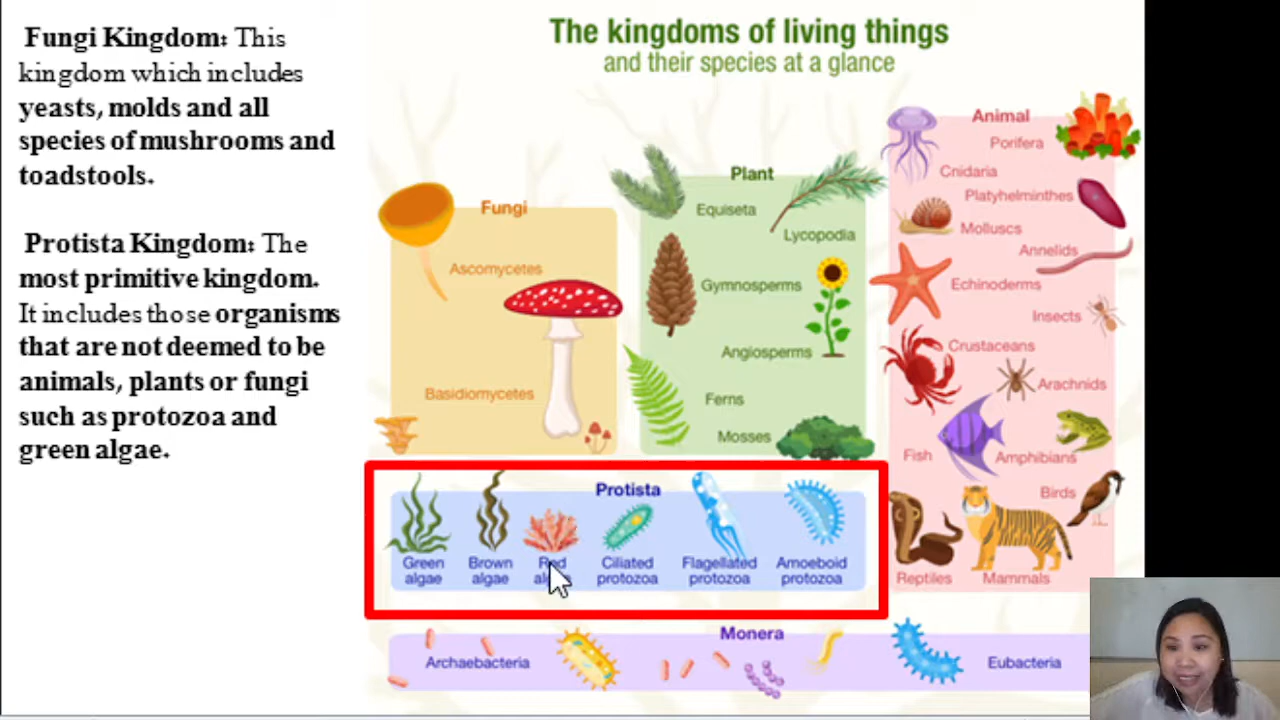 Fungi Kingdom: This
kingdom which includes
yeasts, molds and all
species of mushrooms and
toadstools.
Protista Kingdom: The
most primitive kingdom.
It includes those organisms
that are not deemed to be
animals, plants or fungi
such as protozoa and
green algae.
The kingdoms of living things
and their species at a glance
Fungi
Ascomycetes
Basidiomycetes
Plant
Equiseta
Lycopodia
Gymnosperms
Angiosperms
Ferns
Mosses
Animal
Porifera
Cnidaria
Platyhelminthes
Molluscs
Annelids
Echinoderms
Insects
Crustaceans
Arachnids
Fish
Amphibians
Birds
Reptiles
Mammals
Protista
Green
algae
Brown
algae
Red
Ciliated
protozoa
Flagellated
protozoa
Amoeboid
protozoa
Monera
Archaebacteria
Eubacteria